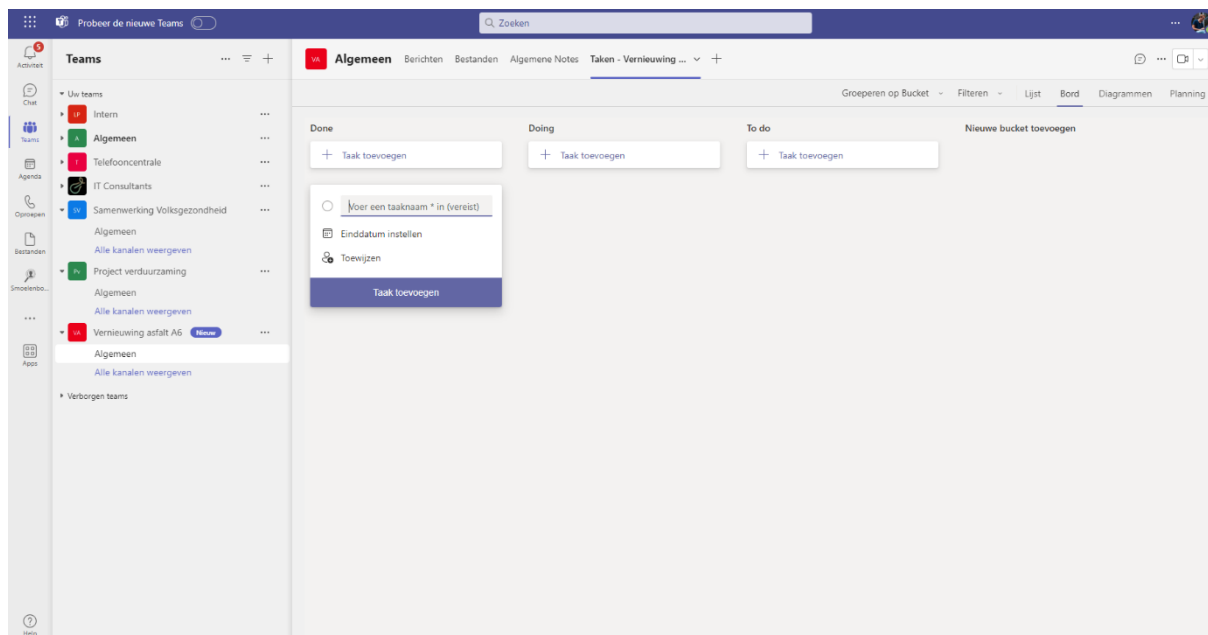 Probeer de nieuwe Teams
Zoeken
Activiteit
5
Chat
Teams
Agenda
Oproepen
Bestanden
Smoelenbo...
Apps
Help
Teams
Uw teams
LP Intern
A Algemeen
T Telefooncentrale
IT Consultants
SV Samenwerking Volksgezondheid
Algemeen
Alle kanalen weergeven
Pv Project verduurzaming
Algemeen
Alle kanalen weergeven
VA Vernieuwing asfalt A6 Nieuw
Algemeen
Alle kanalen weergeven
Verborgen teams
VA Algemeen Berichten Bestanden Algemene Notes Taken - Vernieuwing ...
Groeperen op Bucket Filteren Lijst Bord Diagrammen Planning
Done Doing To do Nieuwe bucket toevoegen
Taak toevoegen Taak toevoegen Taak toevoegen
Voer een taaknaam * in (vereist)
Einddatum instellen
Toewijzen
Taak toevoegen